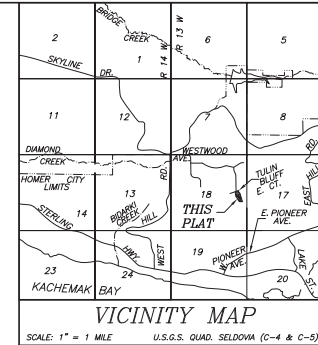 BRIDGE
CREEK
R 14 W
R 13 W
2
1
6
5
SKYLINE
DR.
11
12
7
8
DIAMOND
CREEK
WESTWOOD
AVE.
HOMER CITY
LIMITS
RD.
TULIN
BLUFF
E. CT.
EAST
HILL
RD.
13
18
17
BIDARKI
CREEK
HILL
WEST
14
STERLING
HWY
THIS
PLAT
E. PIONEER
AVE.
19
W. PIONEER
AVE.
LAKE
ST.
23
24
20
KACHEMAK BAY
VICINITY MAP
SCALE: 1" = 1 MILE U.S.G.S. QUAD. SELDOVIA (C-4 & C-5)